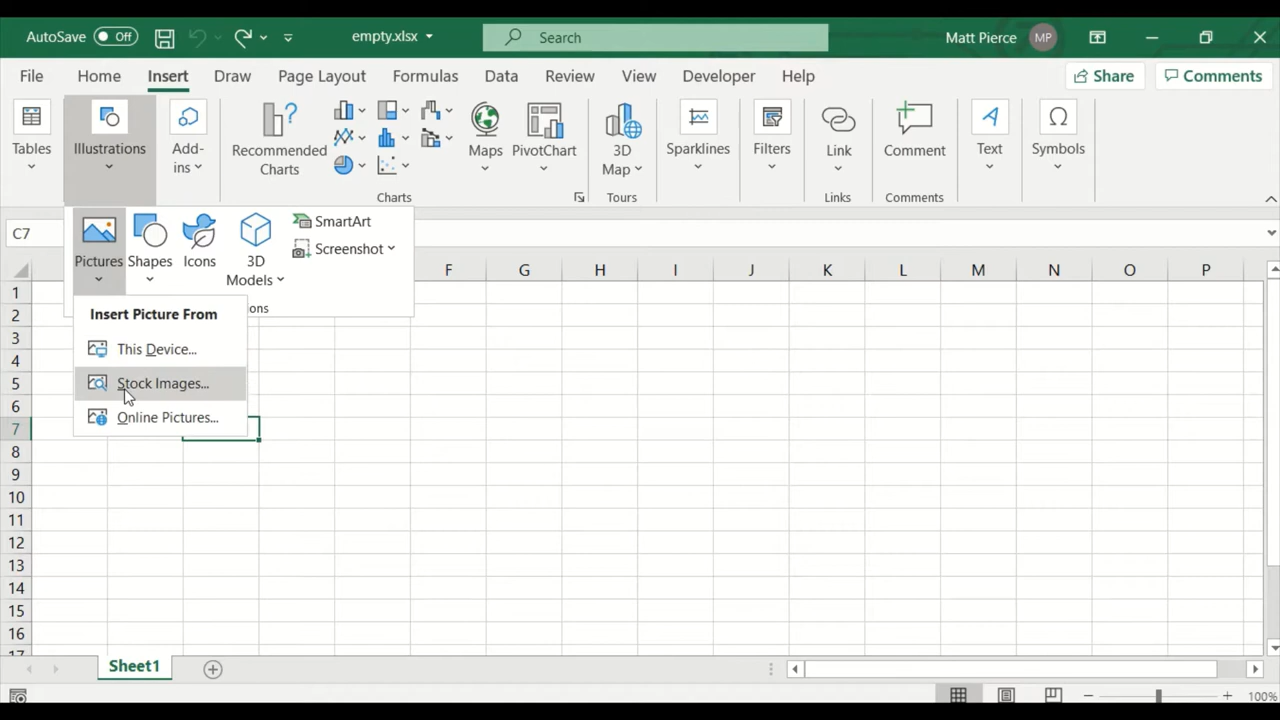 AutoSave Off empty.xlsx Search Matt Pierce MP
File Home Insert Draw Page Layout Formulas Data Review View Developer Help Share Comments
Tables Illustrations Add-ins Recommended Charts Maps PivotChart 3D Map Sparklines Filters Link Comment Text Symbols
Charts Tours Links Comments
C7
Pictures Shapes Icons 3D Models SmartArt
Screenshot
ons
Insert Picture From
This Device...
Stock Images...
Online Pictures...
F G H I J K L M N O P
1
2
3
4
5
6
7
8
9
10
11
12
13
14
15
16
17
Sheet1
100%